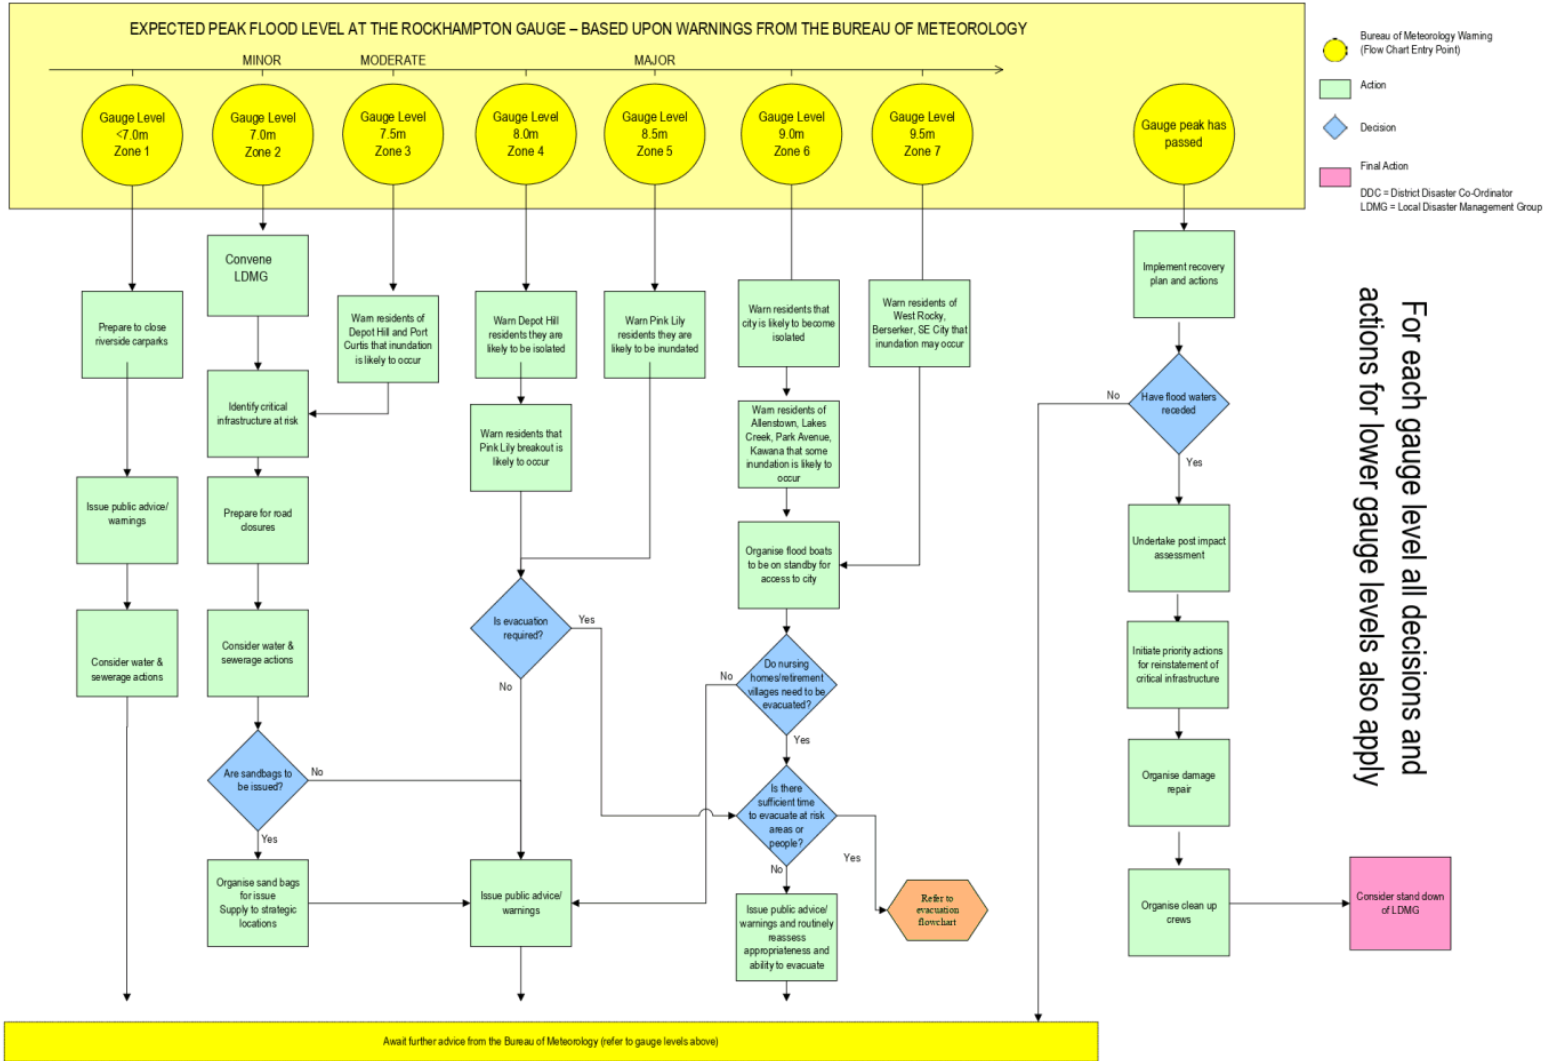 EXPECTED PEAK FLOOD LEVEL AT THE ROCKHAMPTON GAUGE – BASED UPON WARNINGS FROM THE BUREAU OF METEOROLOGY
MINOR
MODERATE
MAJOR
Gauge Level
<7.0m
Zone 1
Gauge Level
7.0m
Zone 2
Gauge Level
7.5m
Zone 3
Gauge Level
8.0m
Zone 4
Gauge Level
8.5m
Zone 5
Gauge Level
9.0m
Zone 6
Gauge Level
9.5m
Zone 7
Gauge peak has
passed
Bureau of Meteorology Warning
(Flow Chart Entry Point)
Action
Decision
Final Action
DDC = District Disaster Co-Ordinator
LDMG = Local Disaster Management Group
Prepare to close
riverside carparks
Issue public advice/
warnings
Consider water &
sewerage actions
Convene
LDMG
Identify critical
infrastructure at risk
Prepare for road
closures
Consider water &
sewerage actions
Are sandbags to
be issued?
No
Yes
Organise sand bags
for issue
Supply to strategic
locations
Warn residents of
Depot Hill and Port
Curtis that inundation
is likely to occur
Warn Depot Hill
residents they are
likely to be isolated
Warn residents that
Pink Lily breakout is
likely to occur
Warn Pink Lily
residents they are
likely to be inundated
Is evacuation
required?
Yes
No
Issue public advice/
warnings
Warn residents that
city is likely to become
isolated
Warn residents of
Allenstown, Lakes
Creek, Park Avenue,
Kawana that some
inundation is likely to
occur
Organise flood boats
to be on standby for
access to city
Do nursing
homes/retirement
villages need to be
evacuated?
No
Yes
Is there
sufficient time
to evacuate at risk
areas or
people?
No
Yes
Issue public advice/
warnings and routinely
reassess
appropriateness and
ability to evacuate
Refer to
evacuation
flowchart
Warn residents of
West Rocky,
Berserker, SE City that
inundation may occur
Implement recovery
plan and actions
Have flood waters
receded
No
Yes
Undertake post impact
assessment
Initiate priority actions
for reinstatement of
critical infrastructure
Organise damage
repair
Organise clean up
crews
Consider stand down
of LDMG
For each gauge level all decisions and
actions for lower gauge levels also apply
Await further advice from the Bureau of Meteorology (refer to gauge levels above)